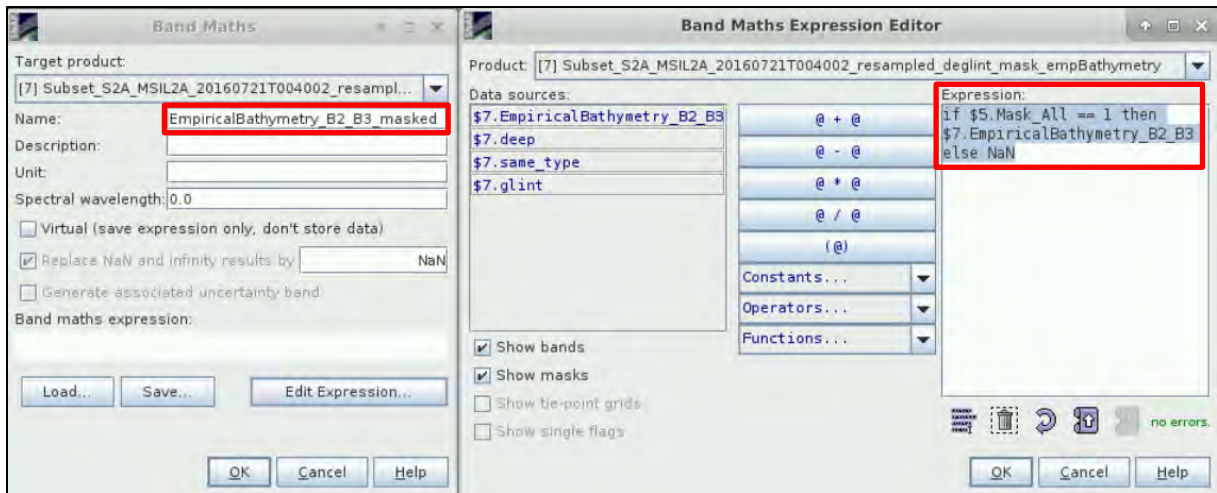 Band Maths
Target product:
[7] Subset_S2A_MSIL2A_20160721T004002_resampl...
Name: EmpiricalBathymetry_B2_B3_masked
Description:
Unit:
Spectral wavelength: 0.0
Virtual (save expression only, don't store data)
Replace NaN and infinity results by NaN
Generate associated uncertainty band
Band maths expression:
Load... Save... Edit Expression...
OK Cancel Help
Band Maths Expression Editor
Product: [7] Subset_S2A_MSIL2A_20160721T004002_resampled_deglint_mask_empBathymetry
Data sources:
$7.EmpiricalBathymetry_B2_B3
$7.deep
$7.same_type
$7.glint
@ + @
@ - @
@ * @
@ / @
(@)
Constants...
Operators...
Functions...
Expression:
if $5.Mask_All == 1 then
$7.EmpiricalBathymetry_B2_B3
else NaN
Show bands
Show masks
Show tie-point grids
Show single flags
no errors.
OK Cancel Help